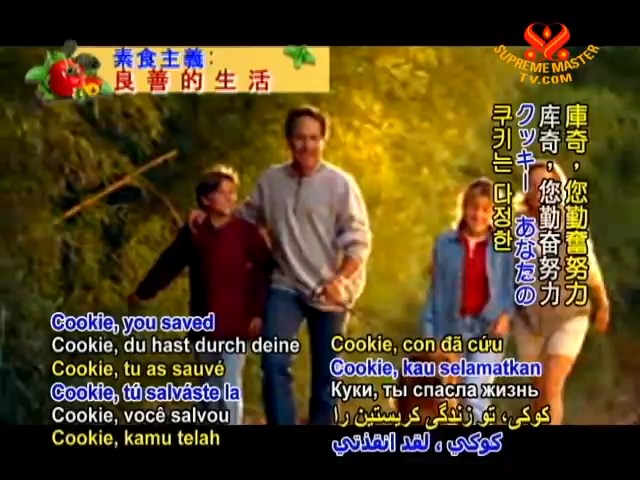 素食主義:
良善的生活
SUPREME MASTER
TV.COM
庫奇，您勤奮努力
库奇，您勤奋努力
クッキー あなたの
쿠키는 다정한
Cookie, you saved
Cookie, du hast durch deine
Cookie, tu as sauvé
Cookie, tú salváste la
Cookie, você salvou
Cookie, kamu telah
Cookie, con đã cứu
Cookie, kau selamatkan
Куки, ты спасла жизнь
کوکی، تو زندگی کریستین را
كوكي ، لقد انقذتي